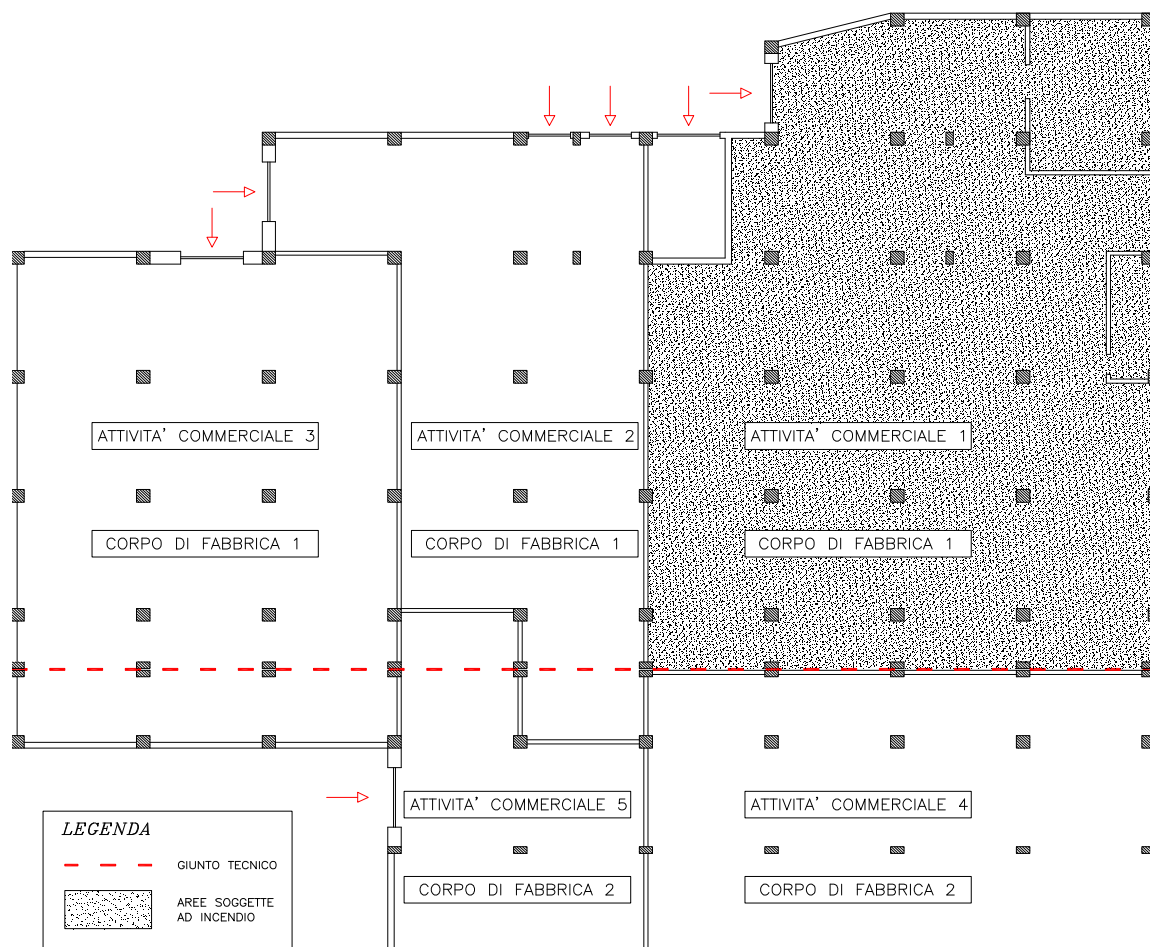 ATTIVITA' COMMERCIALE 3
ATTIVITA' COMMERCIALE 2
ATTIVITA' COMMERCIALE 1
CORPO DI FABBRICA 1
CORPO DI FABBRICA 1
CORPO DI FABBRICA 1
ATTIVITA' COMMERCIALE 5
ATTIVITA' COMMERCIALE 4
CORPO DI FABBRICA 2
CORPO DI FABBRICA 2
LEGENDA
GIUNTO TECNICO
AREE SOGGETTE
AD INCENDIO